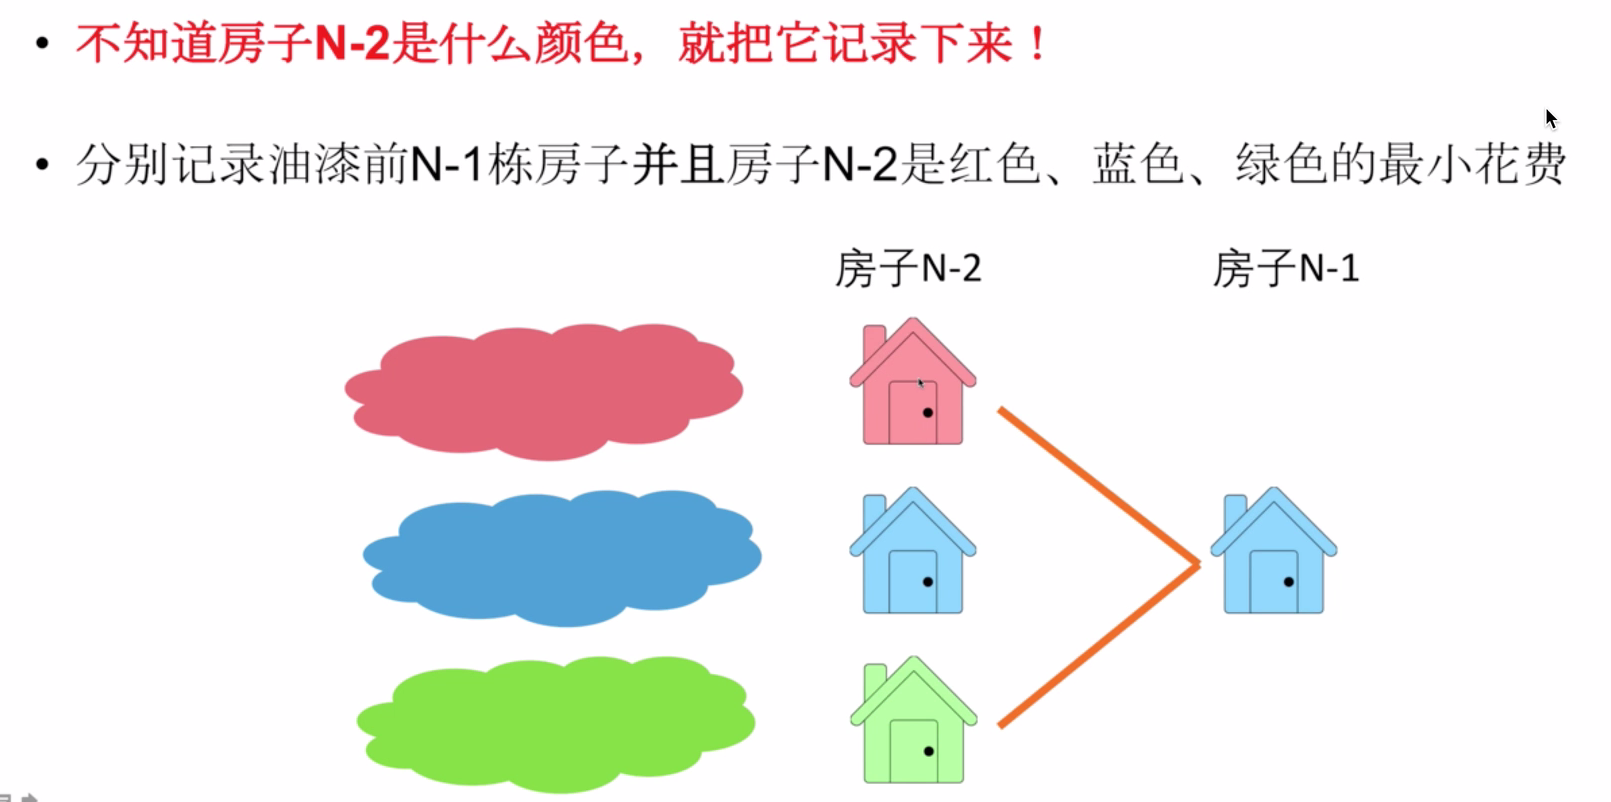 • 不知道房子N-2是什么颜色，就把它记录下来！
• 分别记录油漆前N-1栋房子并且房子N-2是红色、蓝色、绿色的最小花费
房子N-2 房子N-1